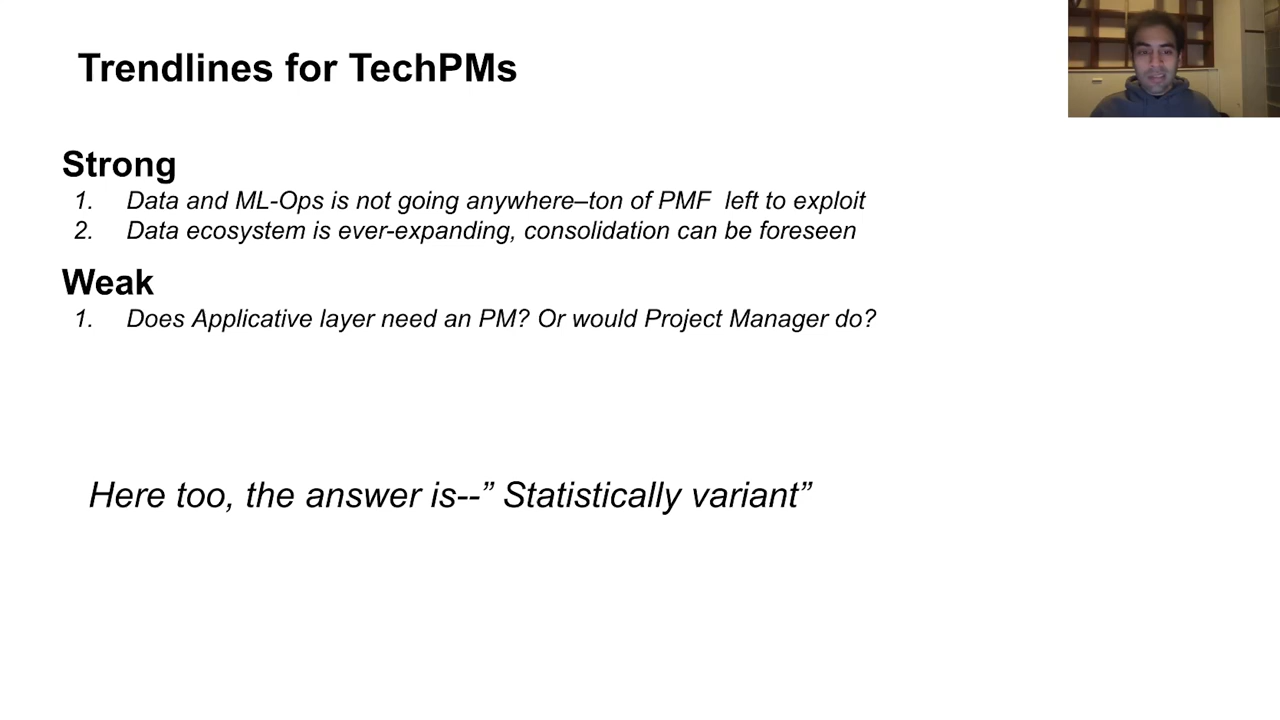 Trendlines for TechPMs
Strong
1. Data and ML-Ops is not going anywhere–ton of PMF left to exploit
2. Data ecosystem is ever-expanding, consolidation can be foreseen
Weak
1. Does Applicative layer need an PM? Or would Project Manager do?
Here too, the answer is--” Statistically variant”